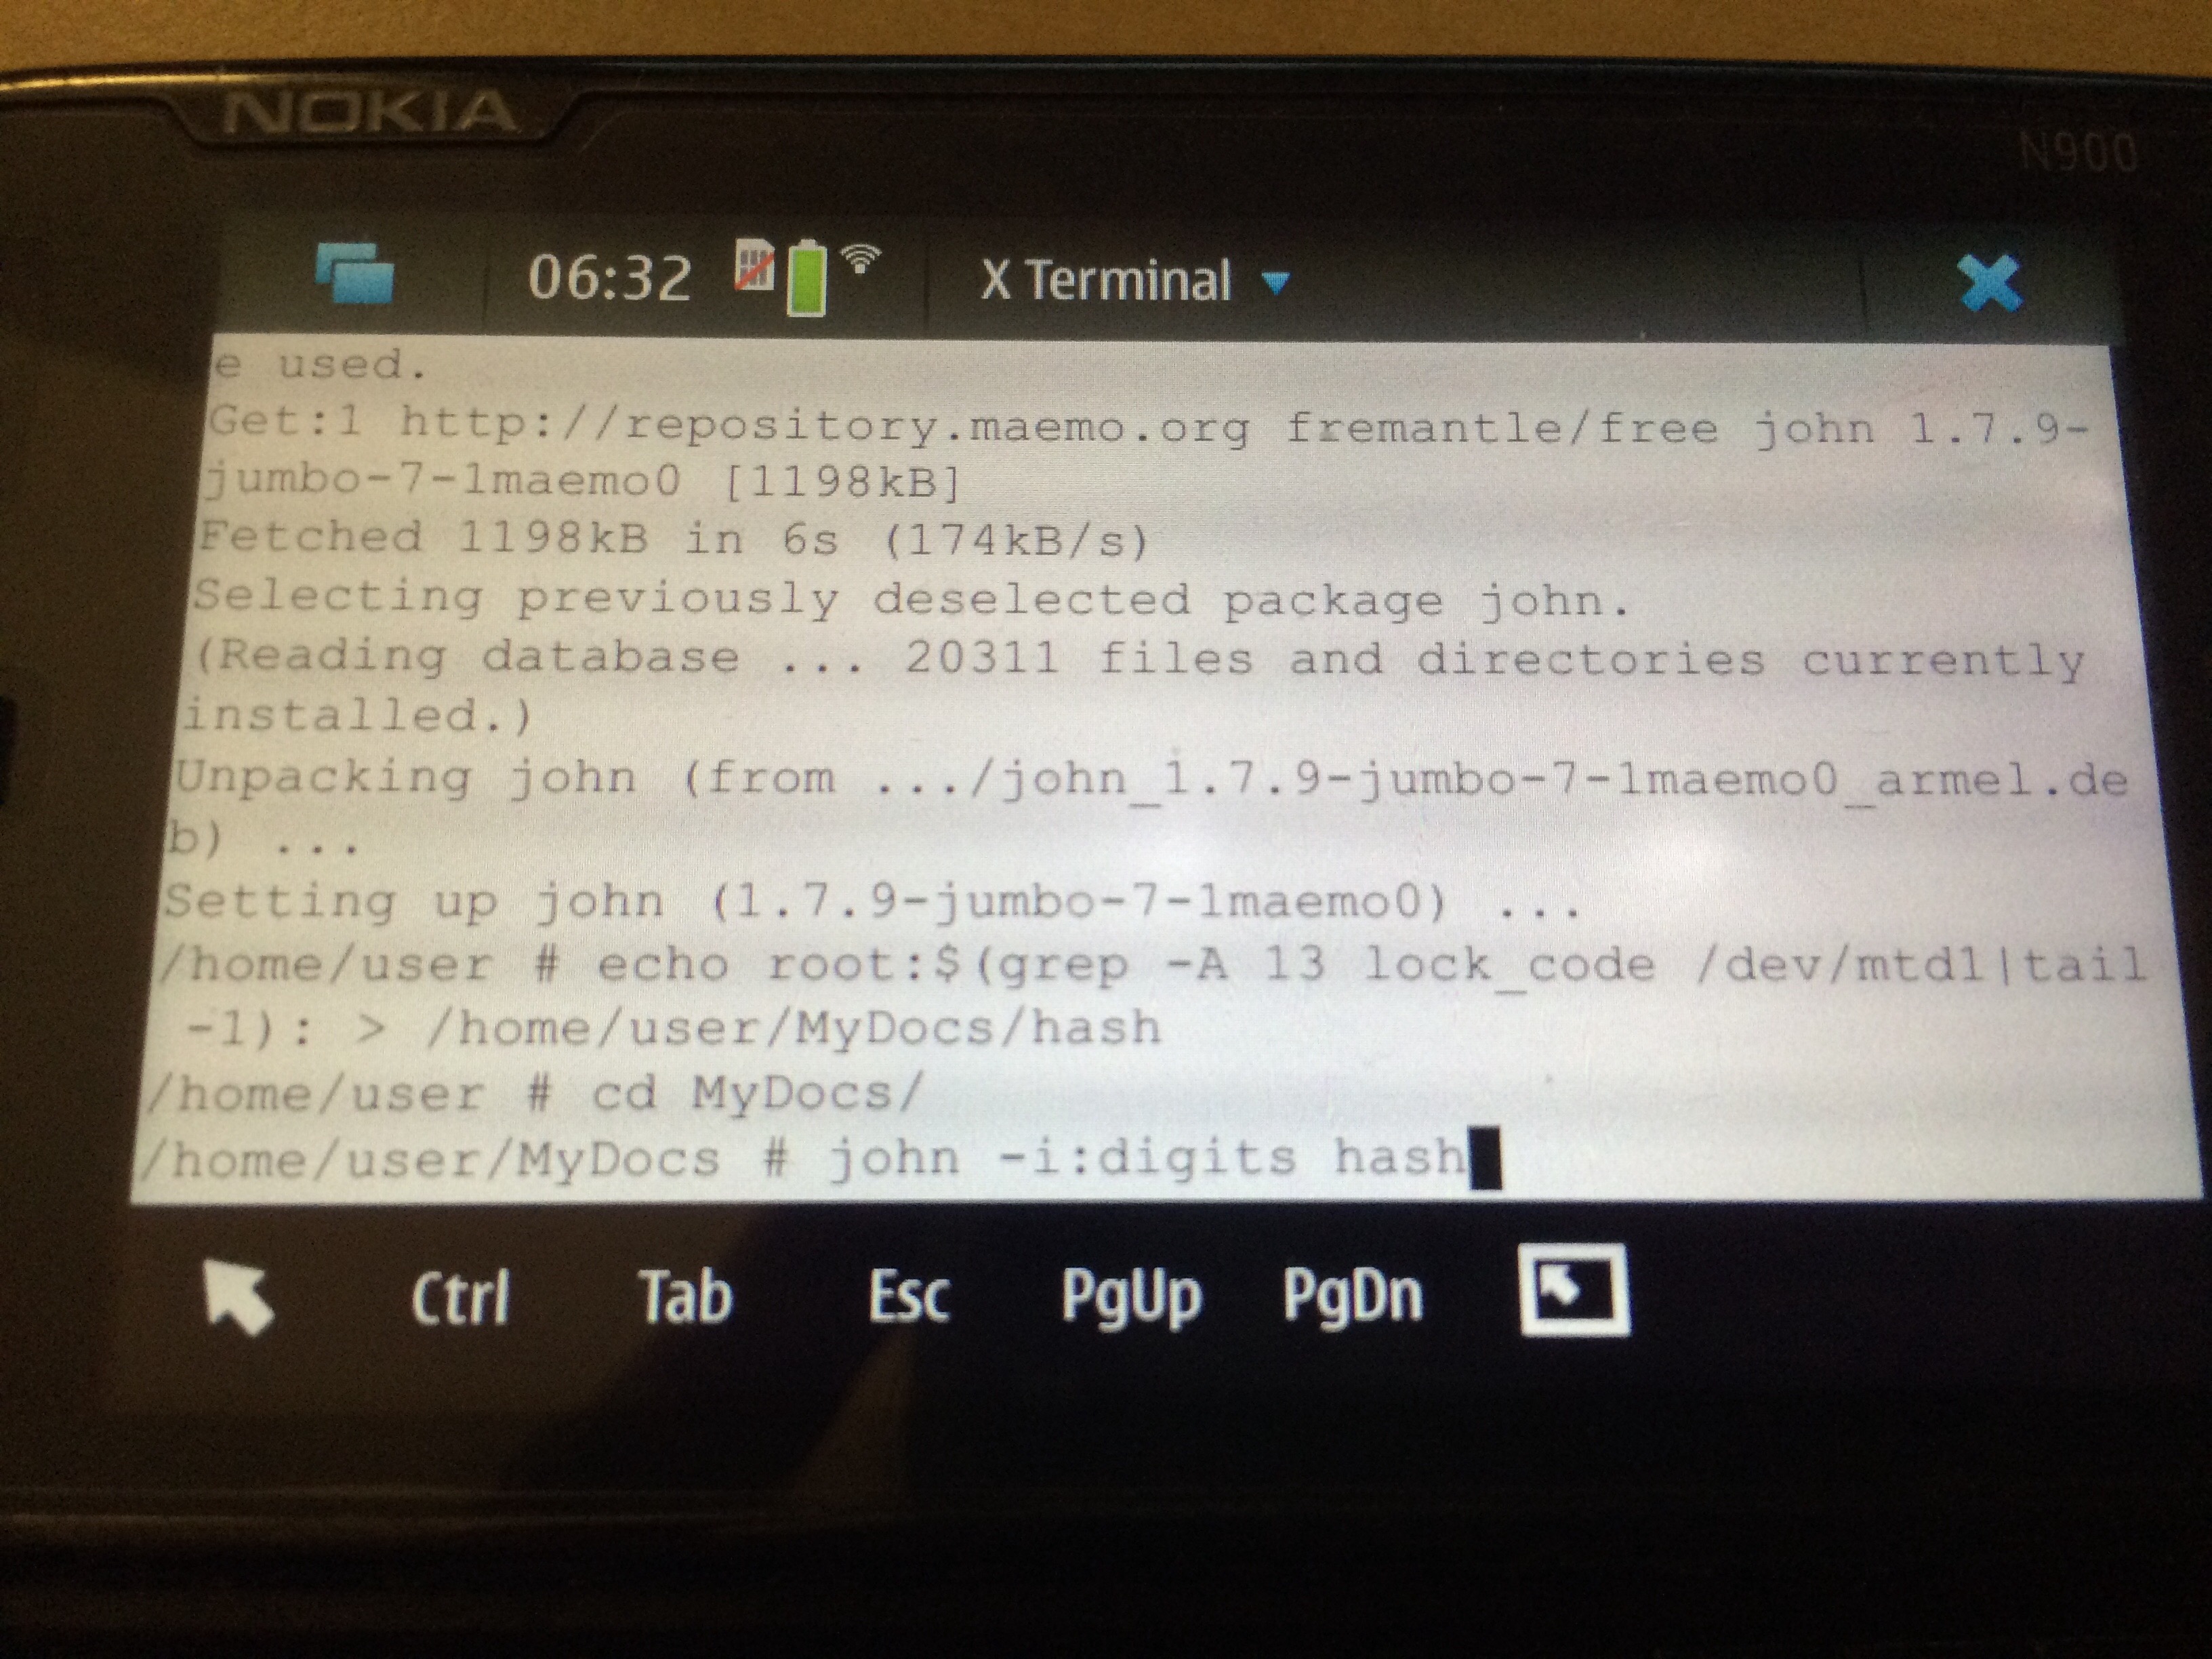 NOKIA
N900
06:32 X Terminal
e used.
Get:1 http://repository.maemo.org fremantle/free john 1.7.9-
jumbo-7-1maemo0 [1198kB]
Fetched 1198kB in 6s (174kB/s)
Selecting previously deselected package john.
(Reading database ... 20311 files and directories currently
installed.)
Unpacking john (from .../john_1.7.9-jumbo-7-1maemo0_armel.de
b) ...
Setting up john (1.7.9-jumbo-7-1maemo0) ...
/home/user # echo root:$(grep -A 13 lock_code /dev/mtd1|tail
-1): > /home/user/MyDocs/hash
/home/user # cd MyDocs/
/home/user/MyDocs # john -i:digits hash
Ctrl Tab Esc PgUp PgDn